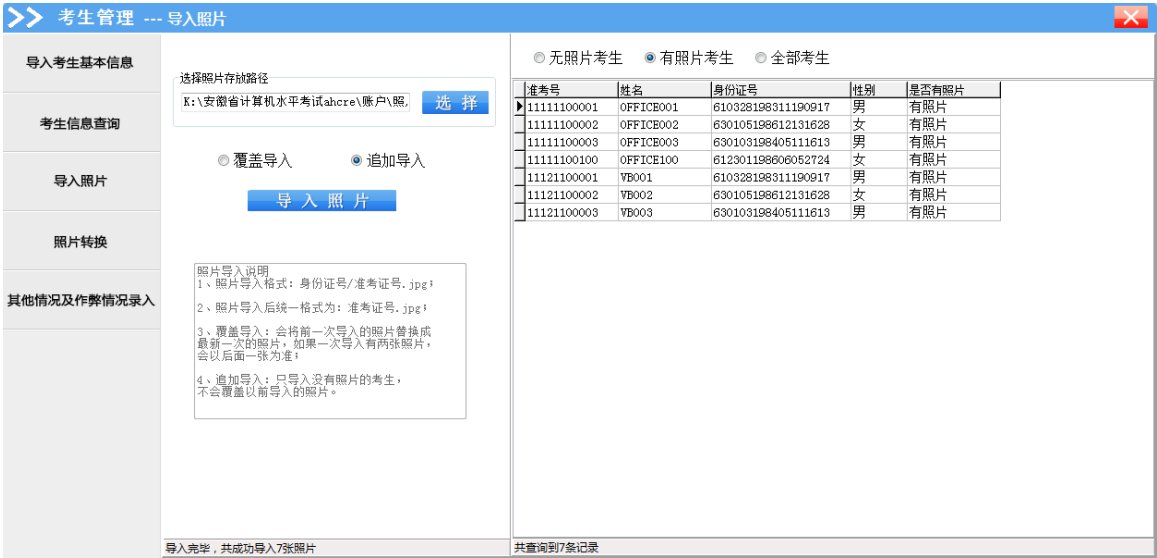 考生管理 --- 导入照片
导入考生基本信息
考生信息查询
导入照片
照片转换
其他情况及作弊情况录入
选择照片存放路径
K:\安徽省计算机水平考试ahcre\账户\照.
选 择
覆盖导入 追加导入
导 入 照 片
照片导入说明
1、照片导入格式：身份证号/准考证号.jpg；
2、照片导入后统一格式为：准考证号.jpg；
3、覆盖导入：会将前一次导入的照片替换成
最新一次的照片，如果一次导入有两张照片，
会以后面一张为准；
4、追加导入：只导入没有照片的考生，
不会覆盖以前导入的照片。
导入完毕，共成功导入7张照片
无照片考生 有照片考生 全部考生
准考号 姓名 身份证号 性别 是否有照片
11111100001 OFFICE001 610328198311190917 男 有照片
11111100002 OFFICE002 630105198612131628 女 有照片
11111100003 OFFICE003 630103198405111613 男 有照片
11111100100 OFFICE100 612301198606052724 女 有照片
11121100001 VB001 610328198311190917 男 有照片
11121100002 VB002 630105198612131628 女 有照片
11121100003 VB003 630103198405111613 男 有照片
共查询到7条记录